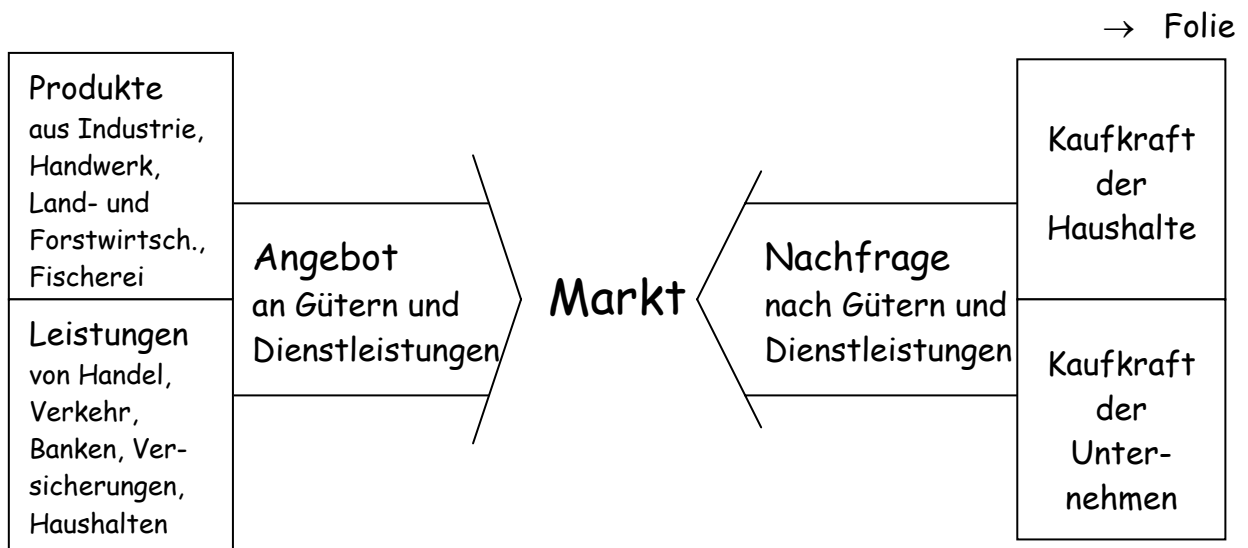 → Folie
Produkte
aus Industrie,
Handwerk,
Land- und
Forstwirtsch.,
Fischerei
Leistungen
von Handel,
Verkehr,
Banken, Ver-
sicherungen,
Haushalten
Angebot
an Gütern und
Dienstleistungen
Markt
Nachfrage
nach Gütern und
Dienstleistungen
Kaufkraft
der
Haushalte
Kaufkraft
der
Unter-
nehmen